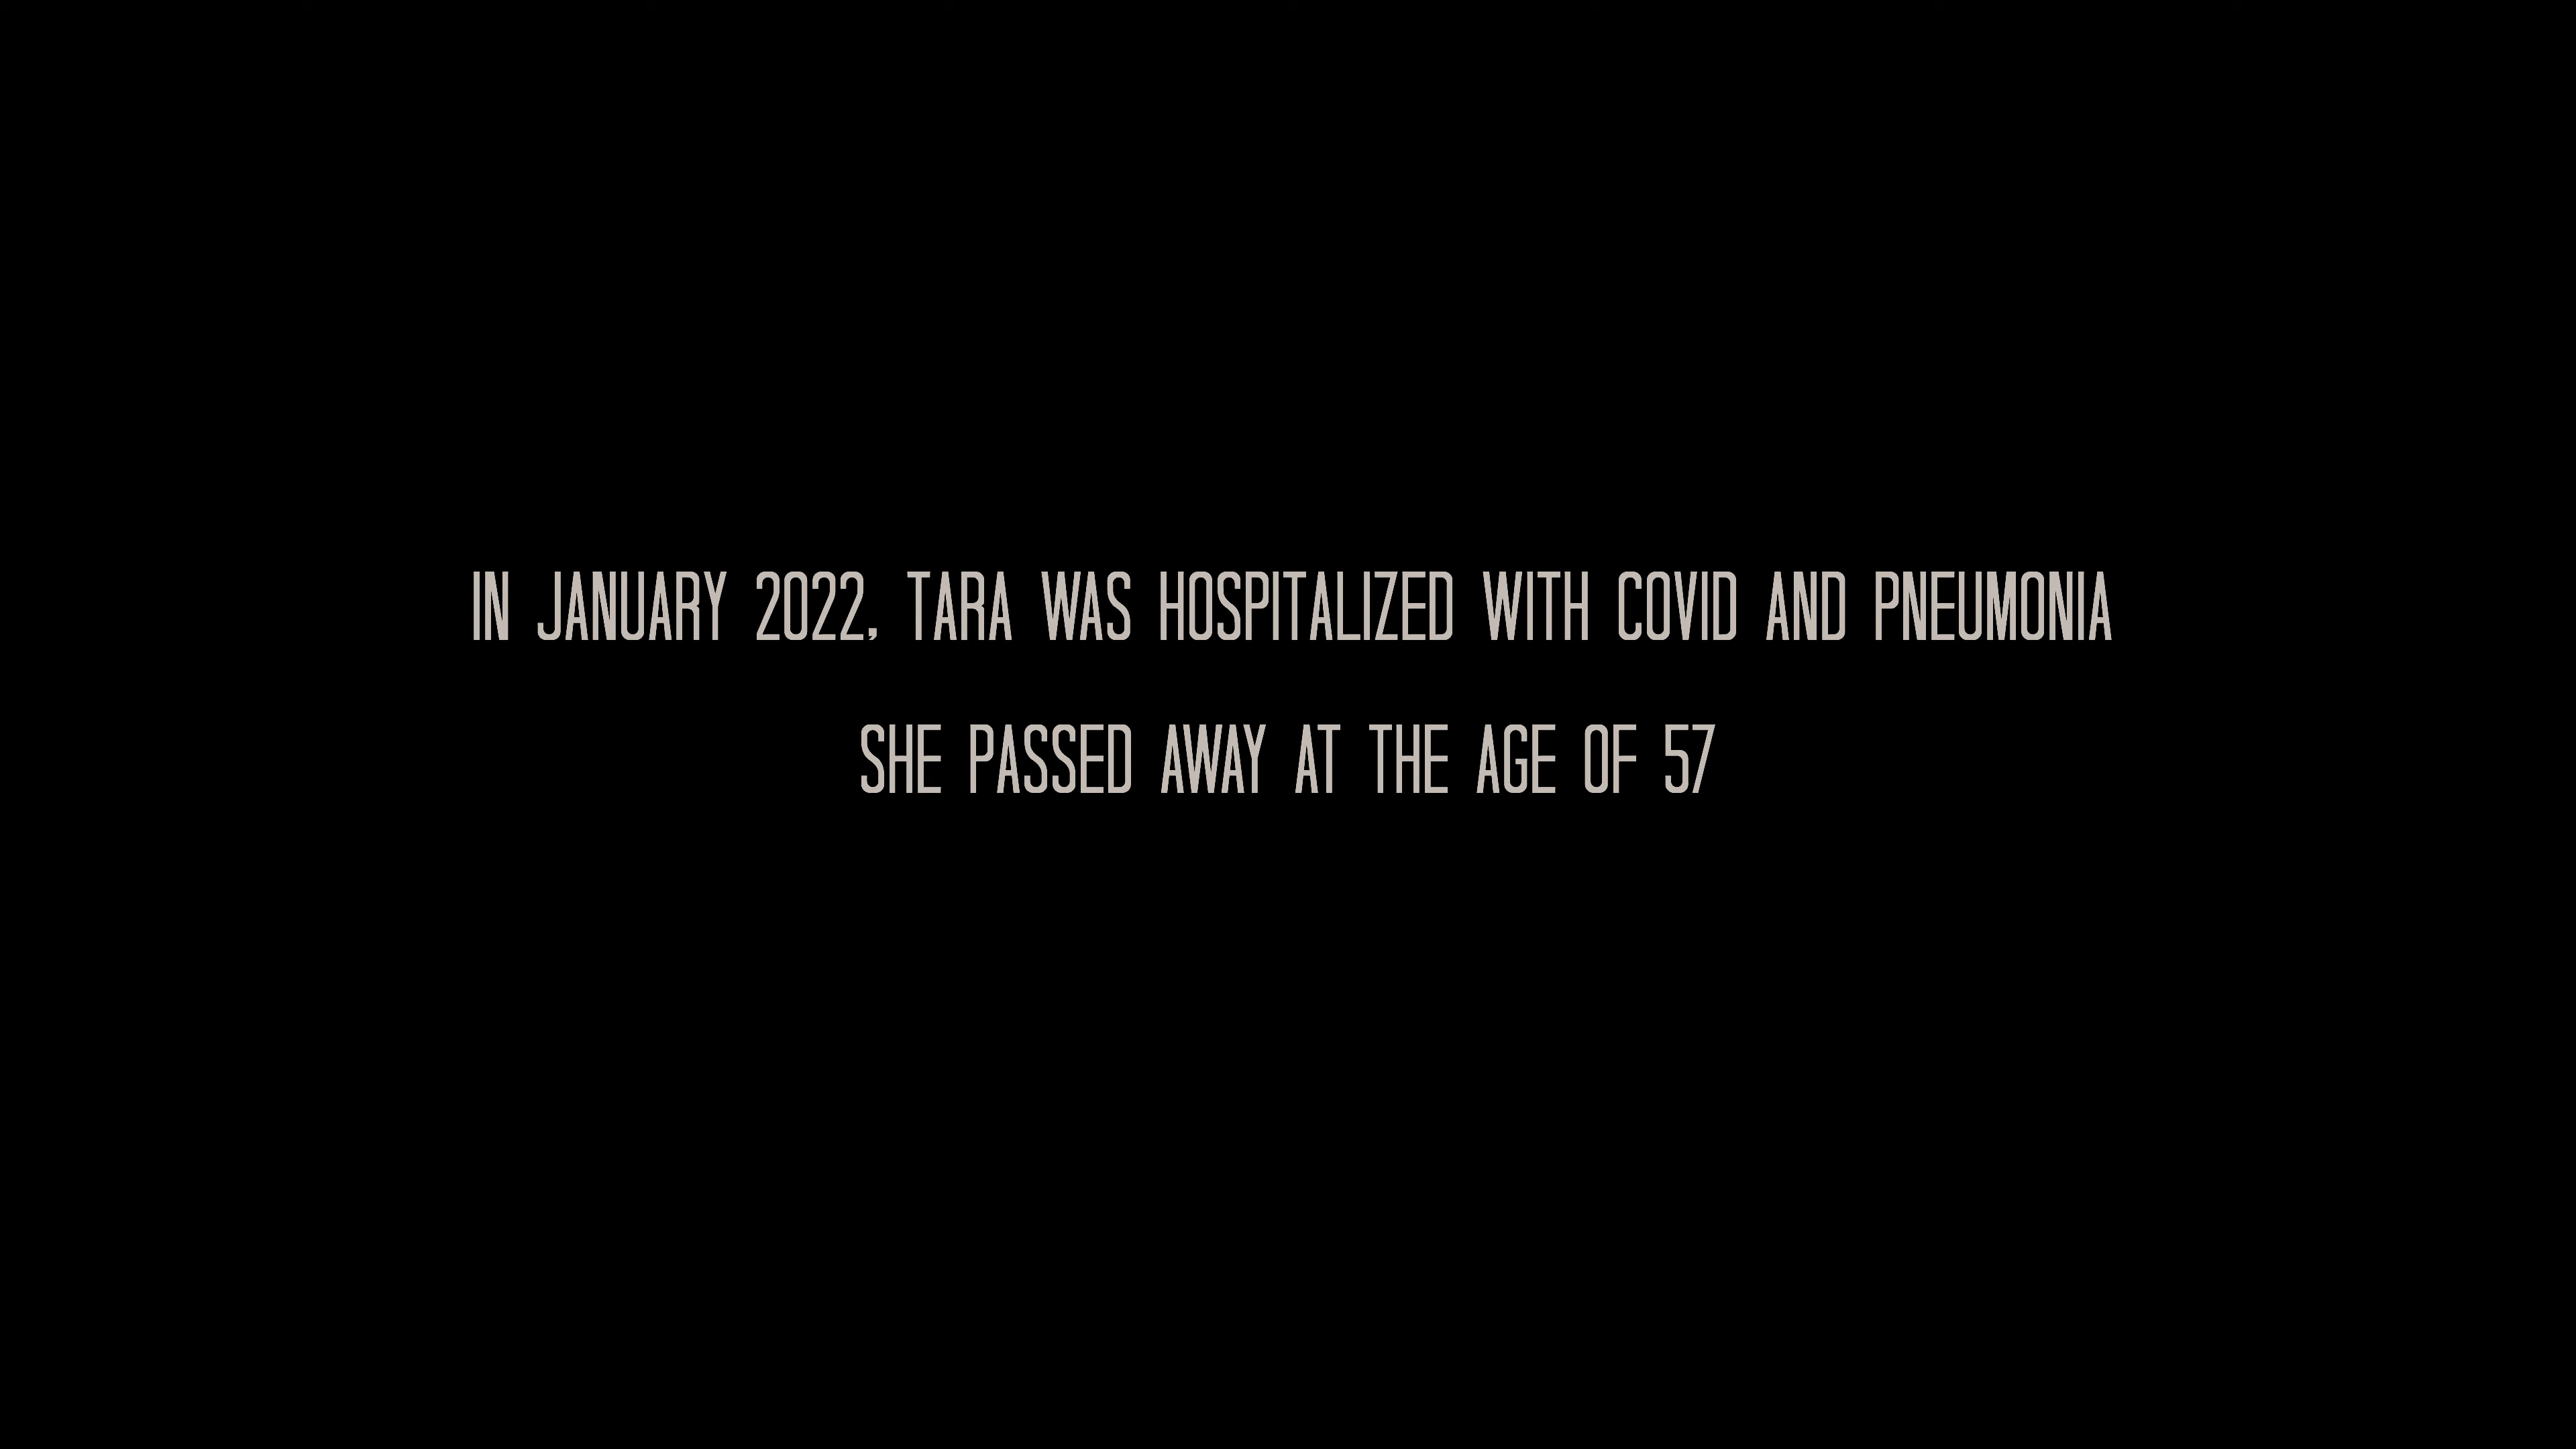 IN JANUARY 2022, TARA WAS HOSPITALIZED WITH COVID AND PNEUMONIA
SHE PASSED AWAY AT THE AGE OF 57